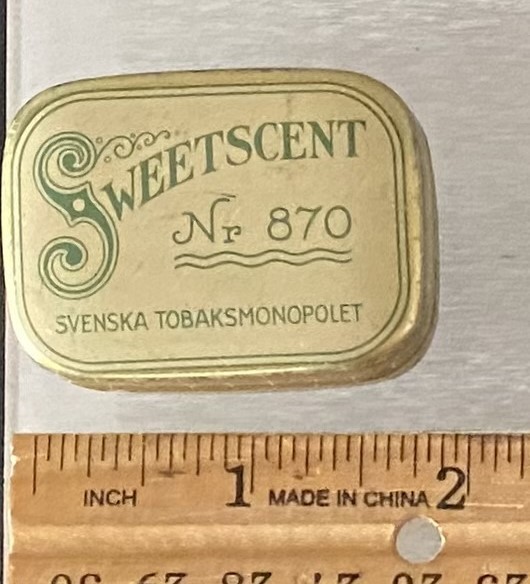 SWEETSCENT
Nr 870
SVENSKA TOBAKSMONOPOLET
1 2
INCH MADE IN CHINA